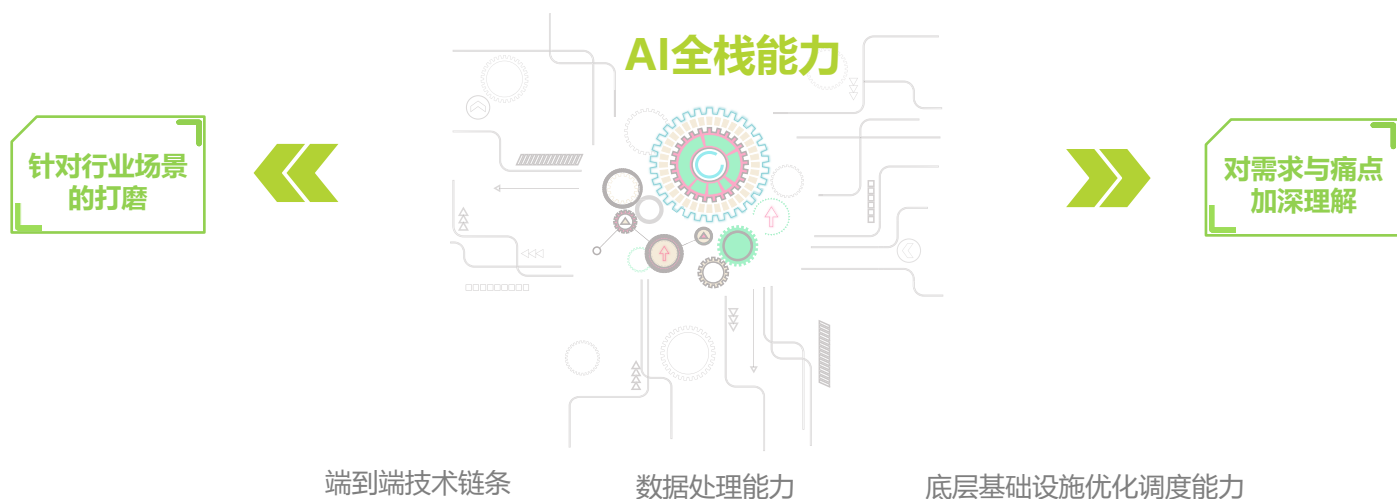 AI全栈能力
针对行业场景
的打磨
对需求与痛点
加深理解
端到端技术链条
数据处理能力
底层基础设施优化调度能力